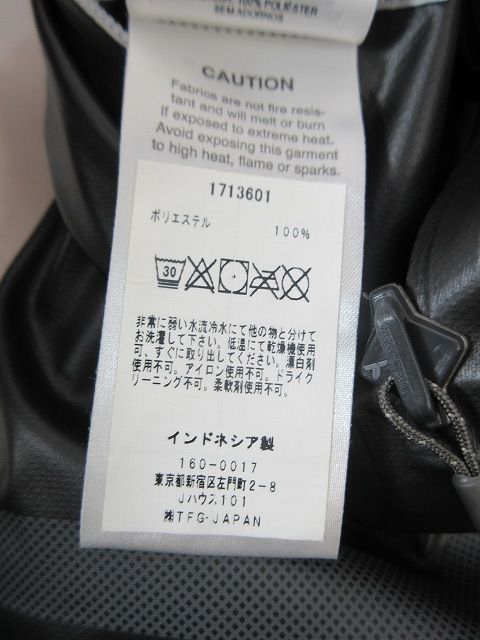 100% POLIÉSTER
SEM ADORNOS
CAUTION
Fabrics are not fire resis-
tant and will melt or burn
if exposed to extreme heat.
Avoid exposing this garment
to high heat, flame or sparks.
1713601
ポリエステル 100%
30
非常に弱い水流冷水にて他の物と分けて
お洗濯して下さい。低温にて乾燥機使用
可、すぐに取り出してください。漂白剤
使用不可。アイロン使用不可。ドライク
リーニング不可。柔軟剤使用不可。
インドネシア製
160-0017
東京都新宿区左門町2-8
Jハウス101
㈱TFG-JAPAN